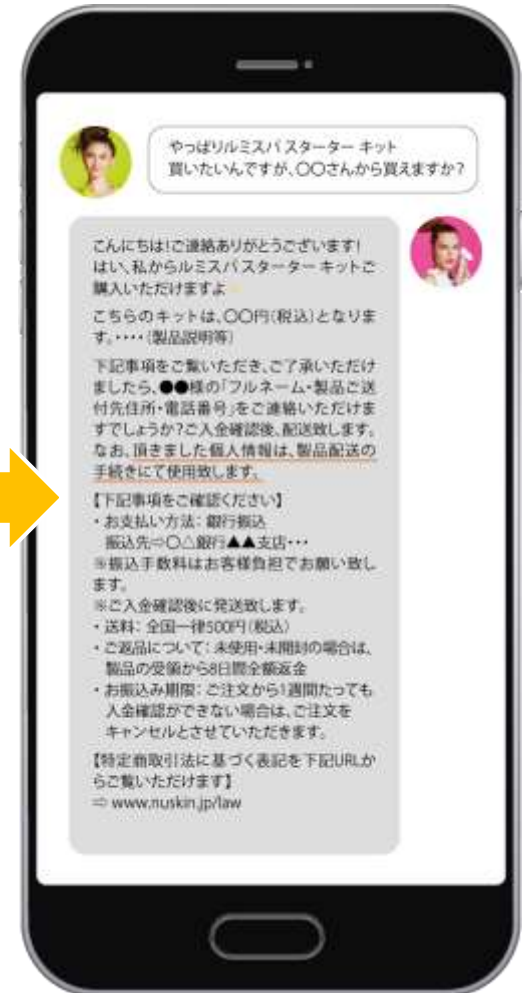 やっぱりルミスパ スターター キット
買いたいんですが、〇〇さんから買えますか?
こんにちは!ご連絡ありがとうございます!
はい、私からルミスパ スターター キットご
購入いただけますよ
こちらのキットは、〇〇円(税込)となりま
す。・・・・(製品説明等)
下記事項をご覧いただき、ご了承いただけ
ましたら、●●様の「フルネーム・製品ご送
付先住所・電話番号」をご連絡いただけま
すでしょうか?ご入金確認後、配送致します。
なお、頂きました個人情報は、製品配送の
手続きにて使用致します。
【下記事項をご確認ください】
・お支払い方法: 銀行振込
振込先⇨〇△銀行▲▲支店・・・
※振込手数料はお客様負担でお願い致し
ます。
※ご入金確認後に発送致します。
・送料: 全国一律500円(税込)
・ご返品について: 未使用・未開封の場合は、
製品の受領から8日間全額返金
・お振込み期限: ご注文から1週間たっても
入金確認ができない場合は、ご注文を
キャンセルとさせていただきます。
【特定商取引法に基づく表記を下記URLか
らご覧いただけます】
⇨ www.nuskin.jp/law